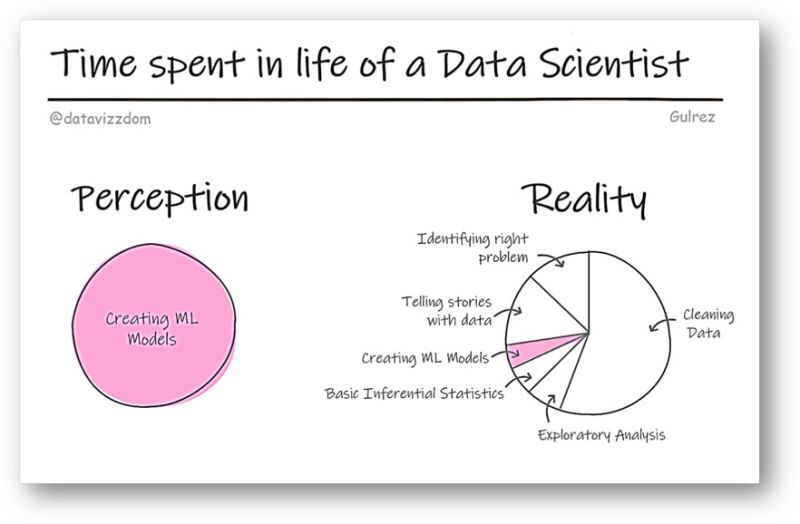 Time spent in life of a Data Scientist
@datavizzdom
Gulrez
Perception
Reality
Creating ML
Models
Identifying right
problem
Telling stories
with data
Creating ML Models
Basic Inferential Statistics
Exploratory Analysis
Cleaning
Data